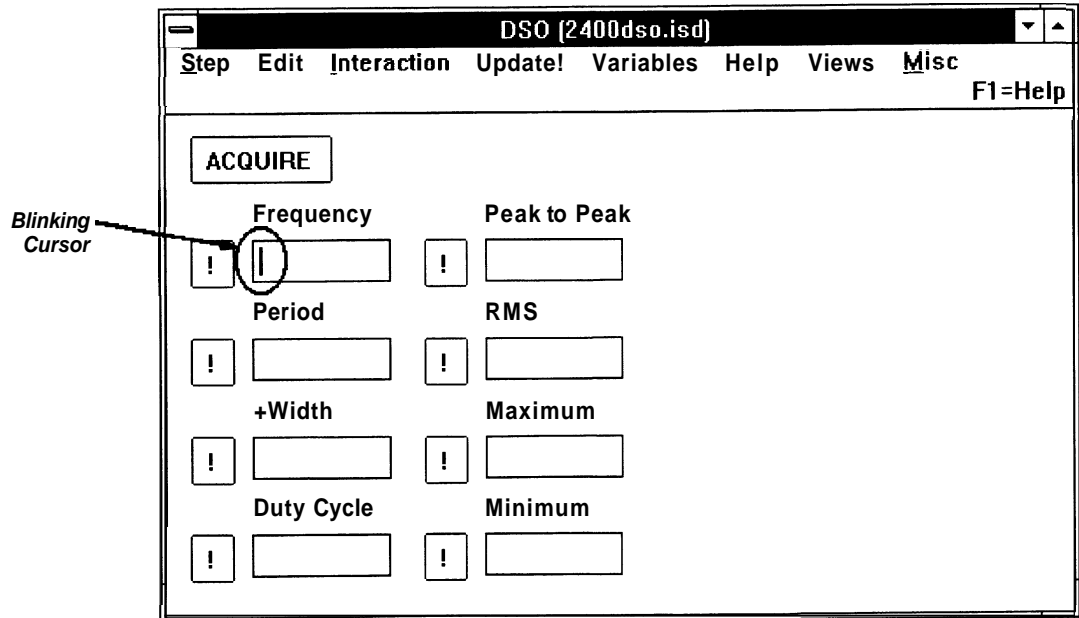 DSO (2400dso.isd)
Step Edit Interaction Update! Variables Help Views Misc
F1=Help
ACQUIRE
Blinking
Cursor
Frequency Peak to Peak
! !
Period RMS
! !
+Width Maximum
! !
Duty Cycle Minimum
! !